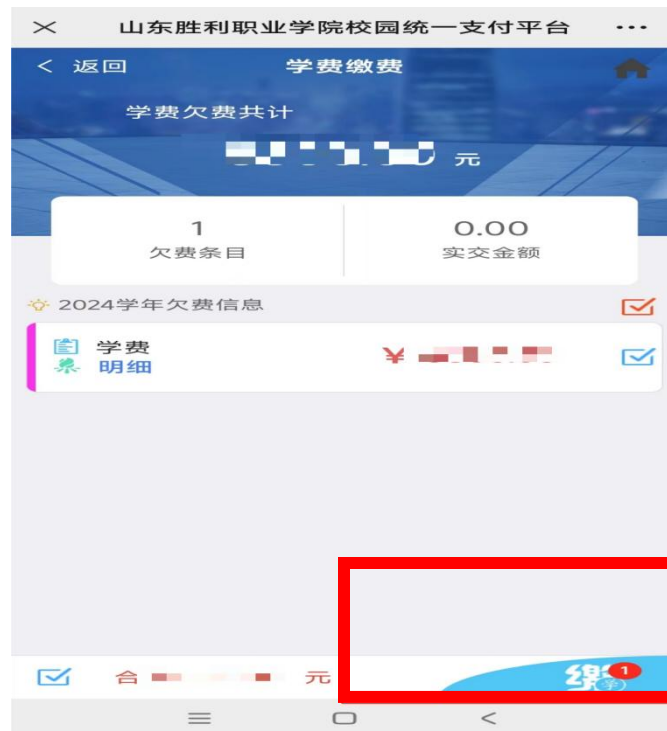 山东胜利职业学院校园统一支付平台
返回 学费缴费
学费欠费共计
元
1 0.00
欠费条目 实交金额
2024学年欠费信息
学费 ¥
明细
合 元 缴 1